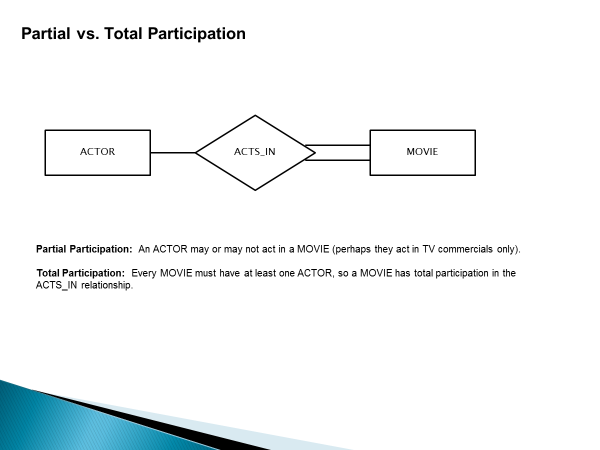 Partial vs. Total Participation
ACTOR
ACTS_IN
MOVIE
Partial Participation: An ACTOR may or may not act in a MOVIE (perhaps they act in TV commercials only).
Total Participation: Every MOVIE must have at least one ACTOR, so a MOVIE has total participation in the
ACTS_IN relationship.